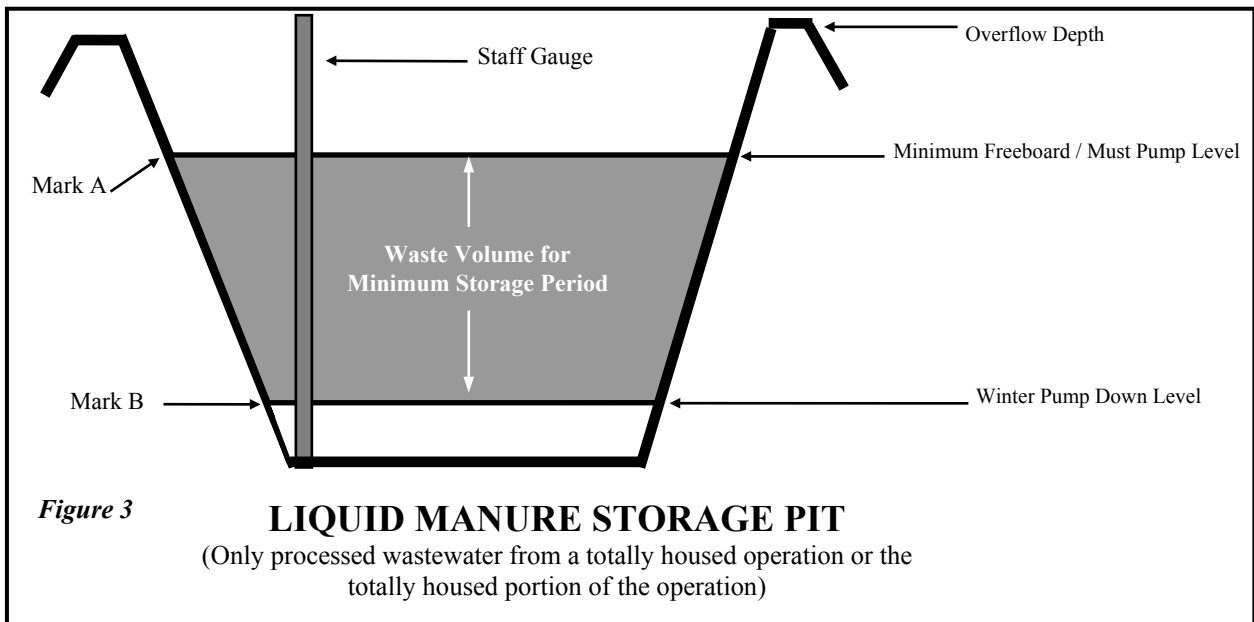 Overflow Depth
Staff Gauge
Minimum Freeboard / Must Pump Level
Mark A
Waste Volume for
Minimum Storage Period
Mark B
Winter Pump Down Level
Figure 3
LIQUID MANURE STORAGE PIT
(Only processed wastewater from a totally housed operation or the
totally housed portion of the operation)